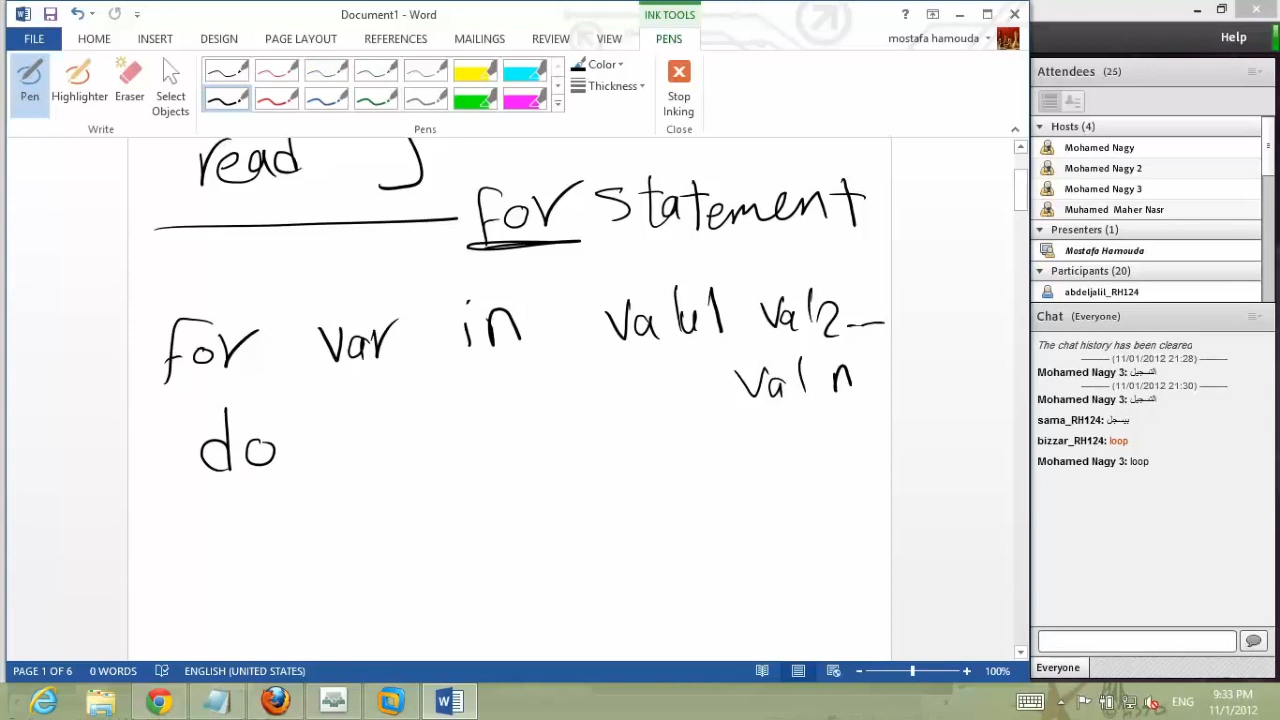 Document1 - Word
INK TOOLS
?
FILE
HOME
INSERT
DESIGN
PAGE LAYOUT
REFERENCES
MAILINGS
REVIEW
VIEW
PENS
mostafa hamouda
Help
Pen
Highlighter
Eraser
Select
Objects
Color
Thickness
Stop
Inking
Write
Pens
Close
read J
for statement
for var in valu1 val2
val n
do
Attendees (25)
Hosts (4)
Mohamed Nagy
Mohamed Nagy 2
Mohamed Nagy 3
Muhamed Maher Nasr
Presenters (1)
Mostafa Hamouda
Participants (20)
abdeljalil_RH124
Chat (Everyone)
The chat history has been cleared
(11/01/2012 21:28)
Mohamed Nagy 3: التسجيل
(11/01/2012 21:30)
Mohamed Nagy 3: التسجيل
sama_RH124: بيسجل
bizzar_RH124: loop
Mohamed Nagy 3: loop
Everyone
PAGE 1 OF 6
0 WORDS
ENGLISH (UNITED STATES)
100%
ENG
9:33 PM
11/1/2012